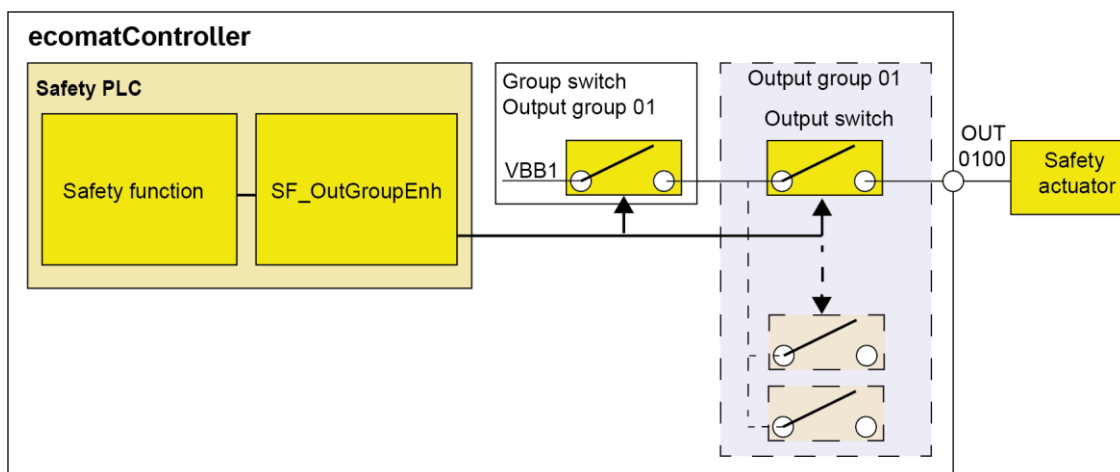 ecomatController
Safety PLC
Safety function
SF_OutGroupEnh
Group switch
Output group 01
VBB1
Output group 01
Output switch
OUT
0100
Safety
actuator